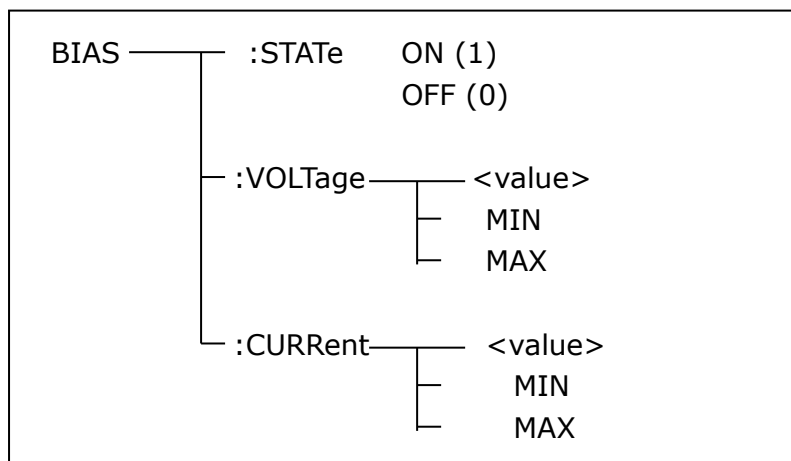 BIAS :STATe ON (1)
OFF (0)
:VOLTage <value>
MIN
MAX
:CURRent <value>
MIN
MAX